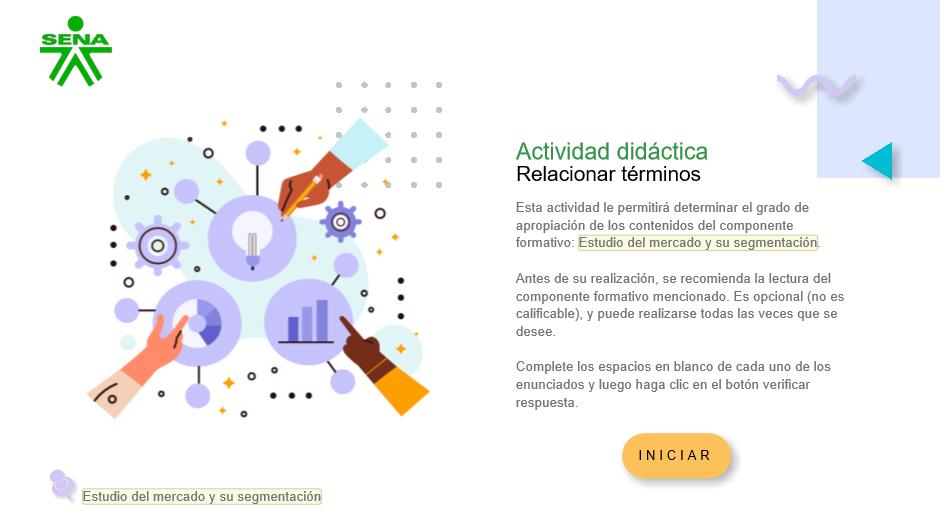 SENA
Actividad didáctica
Relacionar términos
Esta actividad le permitirá determinar el grado de
apropiación de los contenidos del componente
formativo: Estudio del mercado y su segmentación.
Antes de su realización, se recomienda la lectura del
componente formativo mencionado. Es opcional (no es
calificable), y puede realizarse todas las veces que se
desee.
Complete los espacios en blanco de cada uno de los
enunciados y luego haga clic en el botón verificar
respuesta.
INICIAR
Estudio del mercado y su segmentación